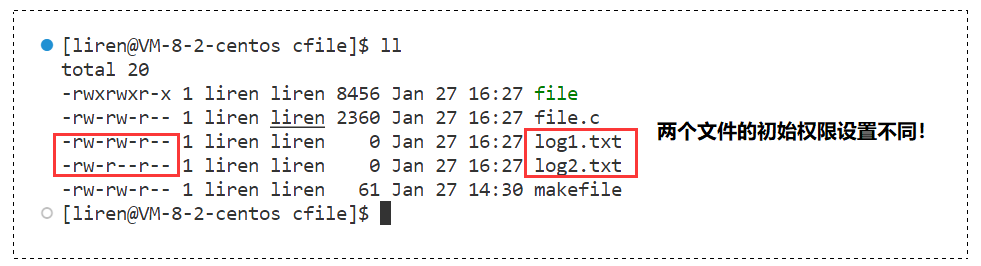 [liren@VM-8-2-centos cfile]$ ll
total 20
-rwxrwxr-x 1 liren liren 8456 Jan 27 16:27 file
-rw-rw-r-- 1 liren liren 2360 Jan 27 16:27 file.c
-rw-rw-r-- 1 liren liren    0 Jan 27 16:27 log1.txt
-rw-r--r-- 1 liren liren    0 Jan 27 16:27 log2.txt
-rw-rw-r-- 1 liren liren   61 Jan 27 14:30 makefile
[liren@VM-8-2-centos cfile]$
两个文件的初始权限设置不同！